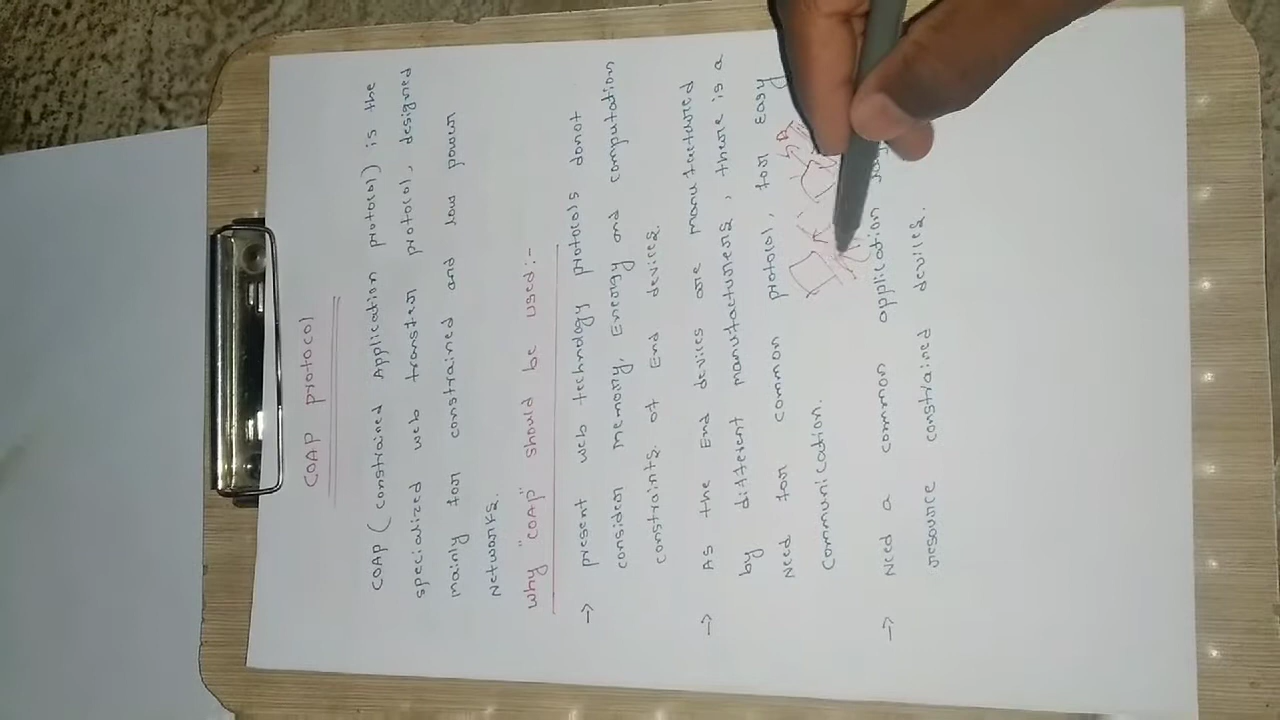 COAP protocol
COAP ( constrained Application protocol) is the
specialized web transfer protocol, designed
mainly for constrained and low power
Networks.
why "COAP" should be used:-
→ present web technology protocols donot
consider memory, Energy and computation
constraints of End devices
→ As the End devices are manufactured
by different manufacturers, there is a
Need for common protocol, for Easy
Communication.
→ Need a common application
resource constrained devices.